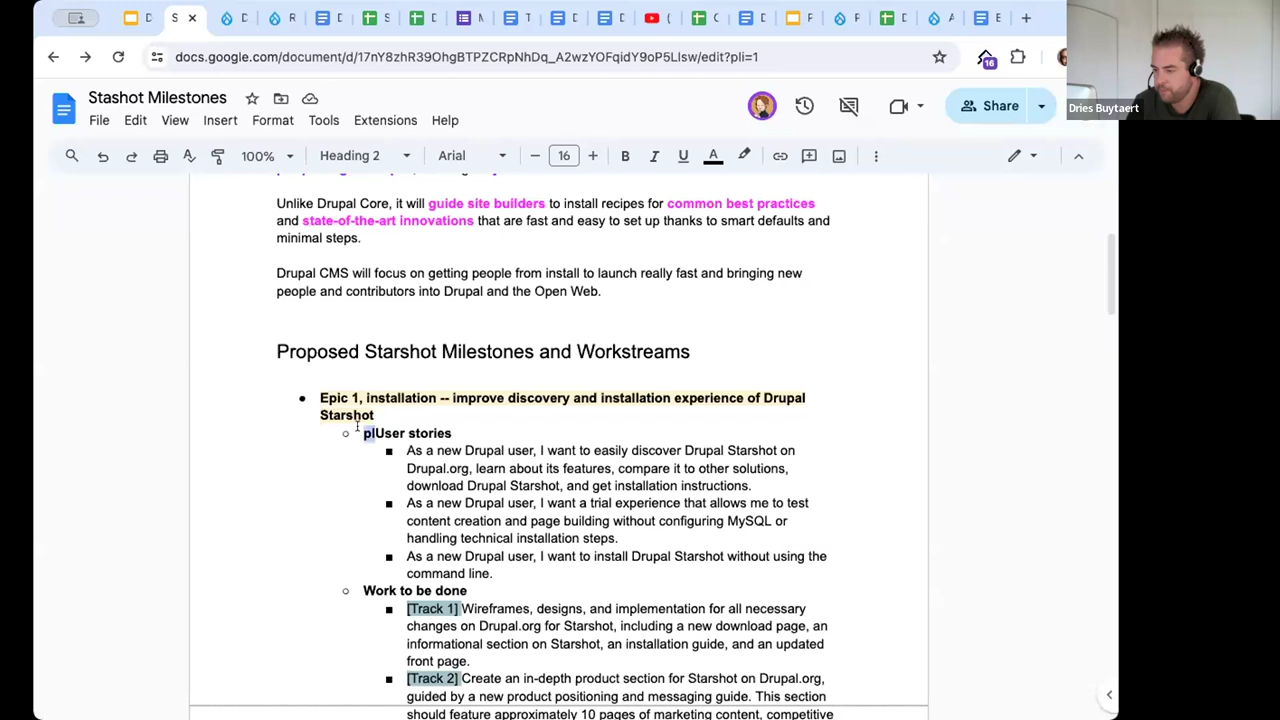 D
S
D
R
D
S
D
M
T
D
D
(
C
D
P
P
D
A
E
docs.google.com/document/d/17nY8zhR39OhgBTPZCRpNhDq_A2wzYOFqidY9oP5Llsw/edit?pli=1
16
Dries Buytaert
Stashot Milestones
File Edit View Insert Format Tools Extensions Help
Share
100% Heading 2 Arial 16 B I U A
Unlike Drupal Core, it will guide site builders to install recipes for common best practices
and state-of-the-art innovations that are fast and easy to set up thanks to smart defaults and
minimal steps.
Drupal CMS will focus on getting people from install to launch really fast and bringing new
people and contributors into Drupal and the Open Web.
Proposed Starshot Milestones and Workstreams
Epic 1, installation -- improve discovery and installation experience of Drupal
Starshot
plUser stories
As a new Drupal user, I want to easily discover Drupal Starshot on
Drupal.org, learn about its features, compare it to other solutions,
download Drupal Starshot, and get installation instructions.
As a new Drupal user, I want a trial experience that allows me to test
content creation and page building without configuring MySQL or
handling technical installation steps.
As a new Drupal user, I want to install Drupal Starshot without using the
command line.
Work to be done
[Track 1] Wireframes, designs, and implementation for all necessary
changes on Drupal.org for Starshot, including a new download page, an
informational section on Starshot, an installation guide, and an updated
front page.
[Track 2] Create an in-depth product section for Starshot on Drupal.org,
guided by a new product positioning and messaging guide. This section
should feature approximately 10 pages of marketing content, competitive